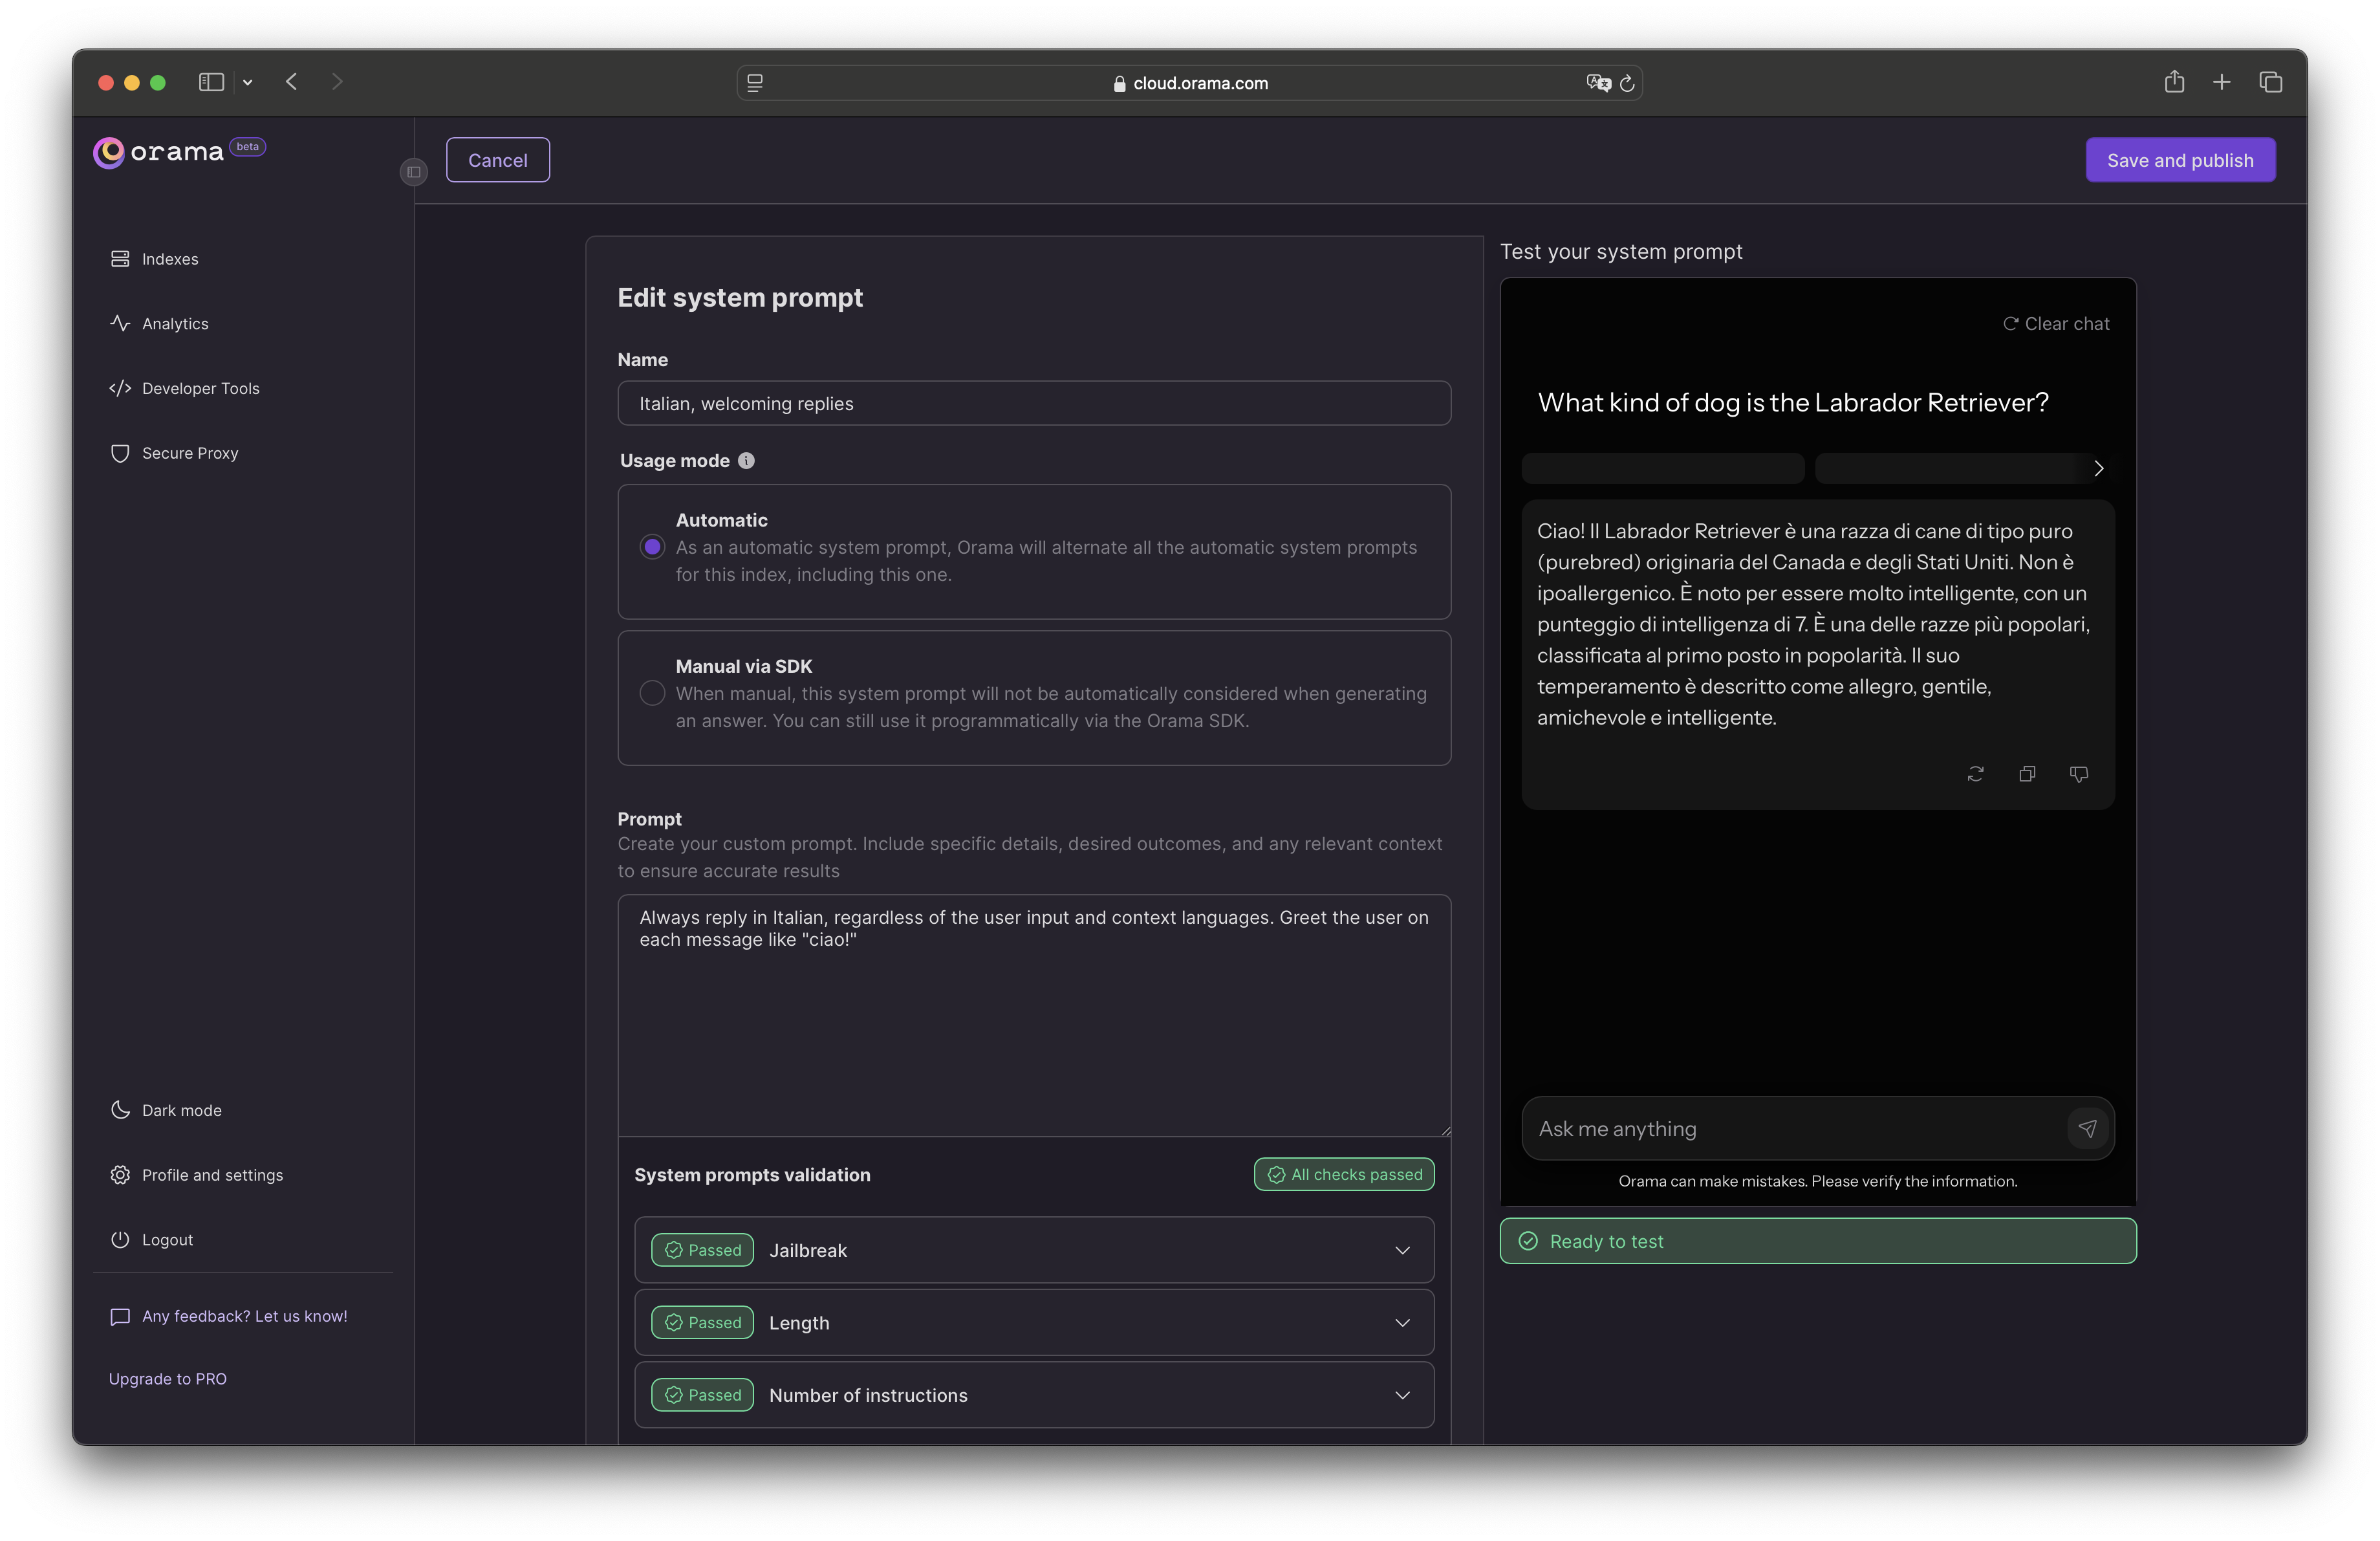 cloud.orama.com
orama beta
Cancel
Save and publish
Indexes
Analytics
Developer Tools
Secure Proxy
Dark mode
Profile and settings
Logout
Any feedback? Let us know!
Upgrade to PRO
Edit system prompt
Name
Italian, welcoming replies
Usage mode
Automatic
As an automatic system prompt, Orama will alternate all the automatic system prompts
for this index, including this one.
Manual via SDK
When manual, this system prompt will not be automatically considered when generating
an answer. You can still use it programmatically via the Orama SDK.
Prompt
Create your custom prompt. Include specific details, desired outcomes, and any relevant context
to ensure accurate results
Always reply in Italian, regardless of the user input and context languages. Greet the user on
each message like "ciao!"
System prompts validation
All checks passed
Passed Jailbreak
Passed Length
Passed Number of instructions
Test your system prompt
Clear chat
What kind of dog is the Labrador Retriever?
Ciao! Il Labrador Retriever è una razza di cane di tipo puro
(purebred) originaria del Canada e degli Stati Uniti. Non è
ipoallergenico. È noto per essere molto intelligente, con un
punteggio di intelligenza di 7. È una delle razze più popolari,
classificata al primo posto in popolarità. Il suo
temperamento è descritto come allegro, gentile,
amichevole e intelligente.
Ask me anything
Orama can make mistakes. Please verify the information.
Ready to test